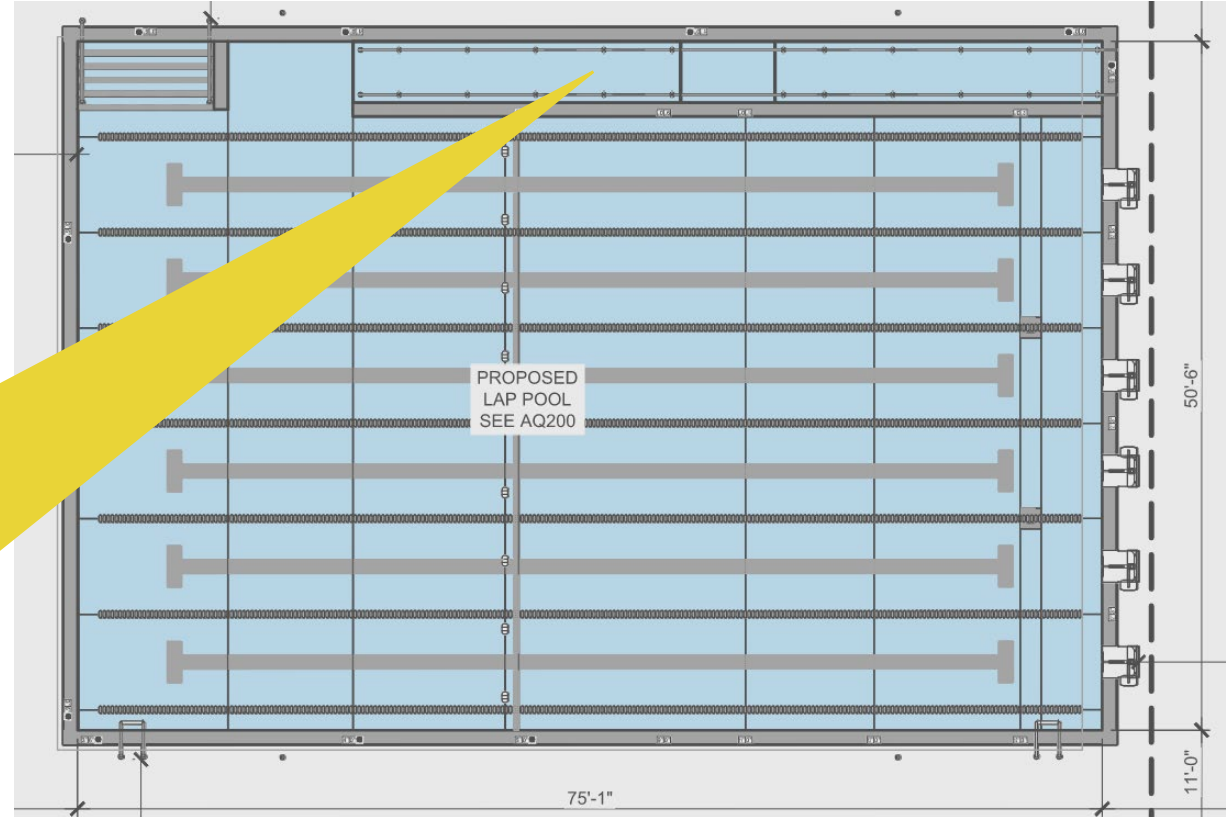 PROPOSED
LAP POOL
SEE AQ200
50'-6"
11'-0"
75'-1"